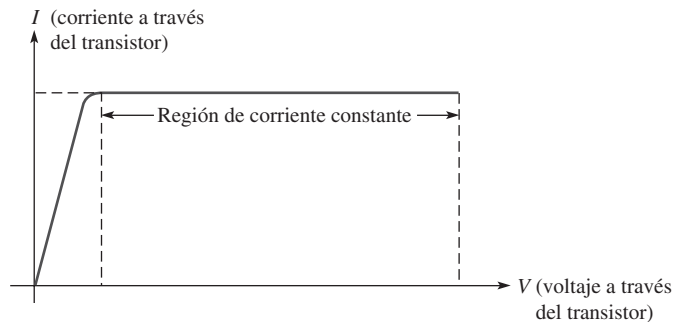 I (corriente a través
del transistor)
Región de corriente constante
V (voltaje a través
del transistor)